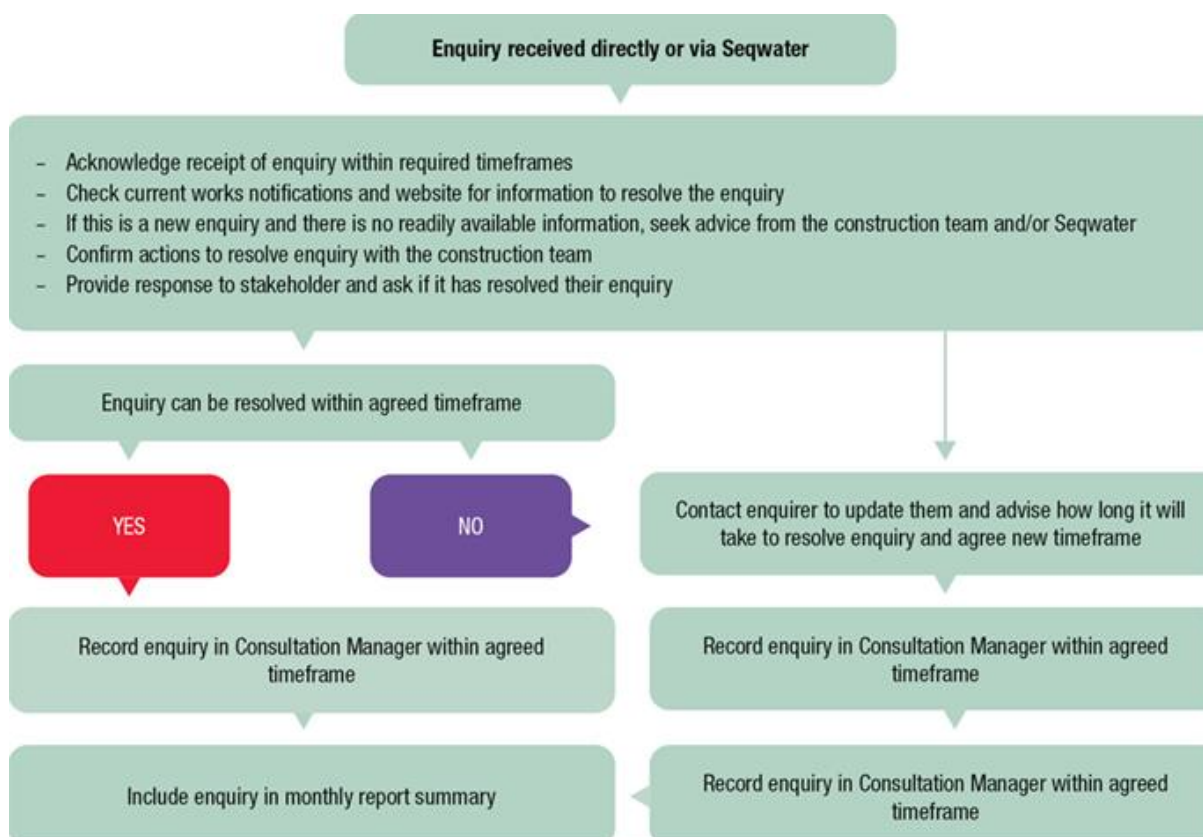 Enquiry received directly or via Seqwater
– Acknowledge receipt of enquiry within required timeframes
– Check current works notifications and website for information to resolve the enquiry
– If this is a new enquiry and there is no readily available information, seek advice from the construction team and/or Seqwater
– Confirm actions to resolve enquiry with the construction team
– Provide response to stakeholder and ask if it has resolved their enquiry
Enquiry can be resolved within agreed timeframe
YES
NO
Contact enquirer to update them and advise how long it will
take to resolve enquiry and agree new timeframe
Record enquiry in Consultation Manager within agreed
timeframe
Record enquiry in Consultation Manager within agreed
timeframe
Include enquiry in monthly report summary
Record enquiry in Consultation Manager within agreed
timeframe